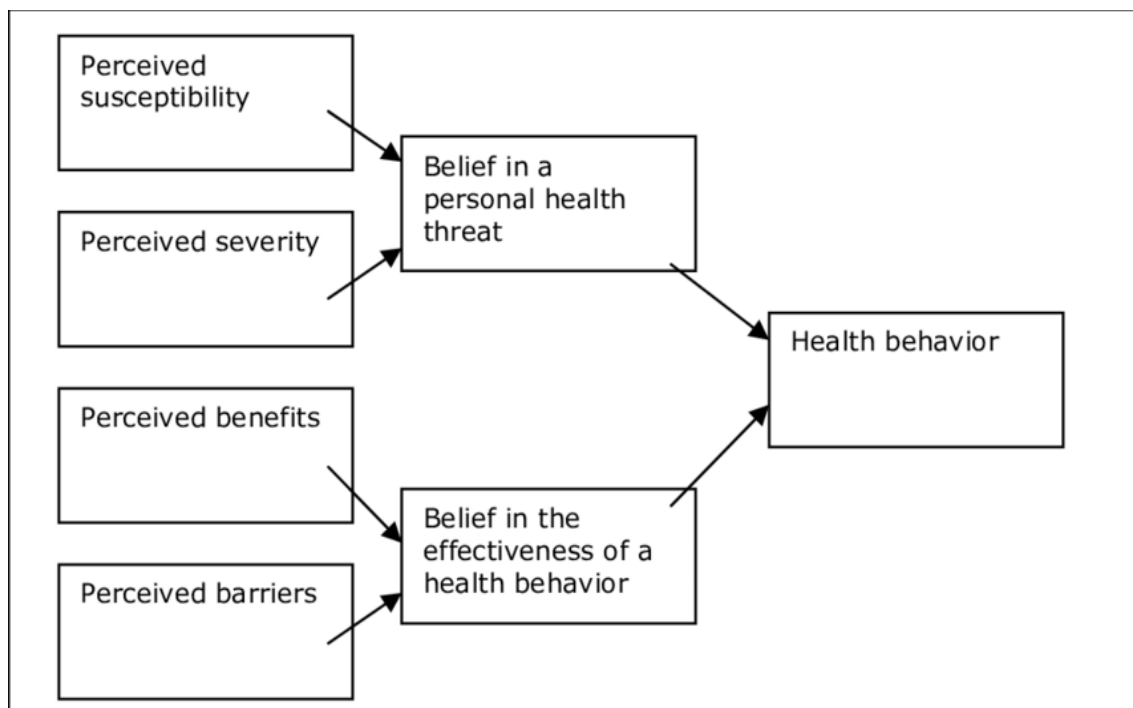 Perceived
susceptibility
Perceived severity
Perceived benefits
Perceived barriers
Belief in a
personal health
threat
Belief in the
effectiveness of a
health behavior
Health behavior